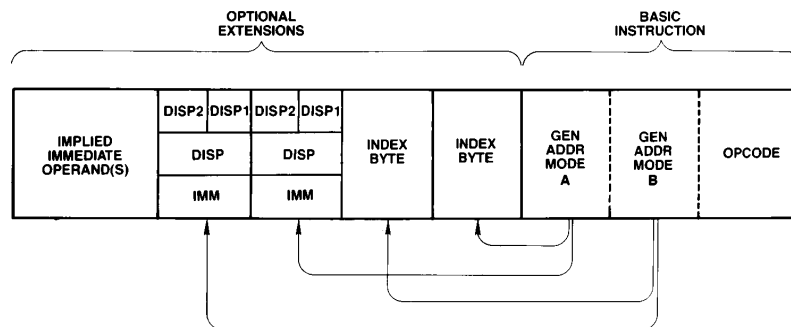 OPTIONAL
EXTENSIONS
BASIC
INSTRUCTION
IMPLIED
IMMEDIATE
OPERAND(S)
DISP2 DISP1
DISP
IMM
DISP2 DISP1
DISP
IMM
INDEX
BYTE
INDEX
BYTE
GEN
ADDR
MODE
A
GEN
ADDR
MODE
B
OPCODE